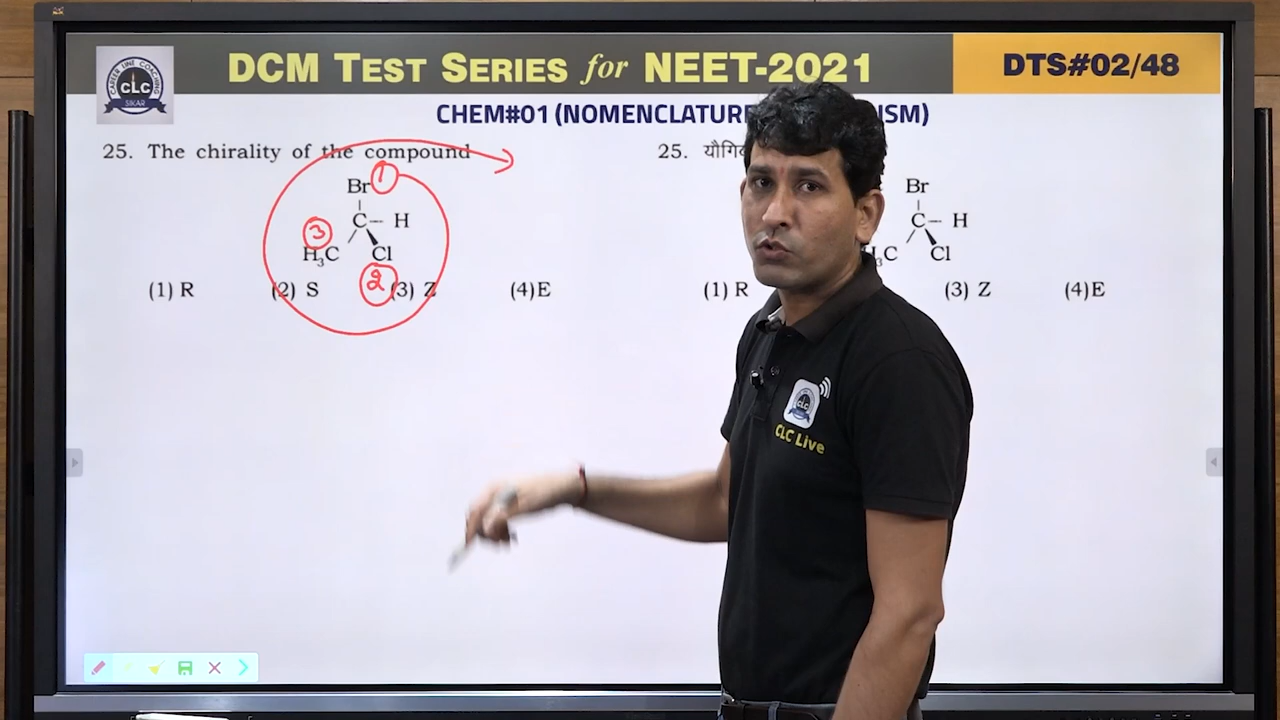 CAREER LINE COACHING
CLC
SIKAR
DCM TEST SERIES for NEET-2021
DTS#02/48
CHEM#01 (NOMENCLATURE
ISM)
25. The chirality of the compound
Br 1
C – H
3
H₃C Cl
2
(1) R (2) S (3) Z (4) E
25.
Br
C – H
C Cl
(1) R (3) Z (4) E
CLC
CLC Live